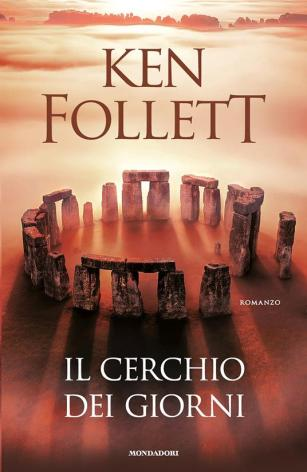 KEN
FOLLETT
ROMANZO
IL CERCHIO
DEI GIORNI
MONDADORI